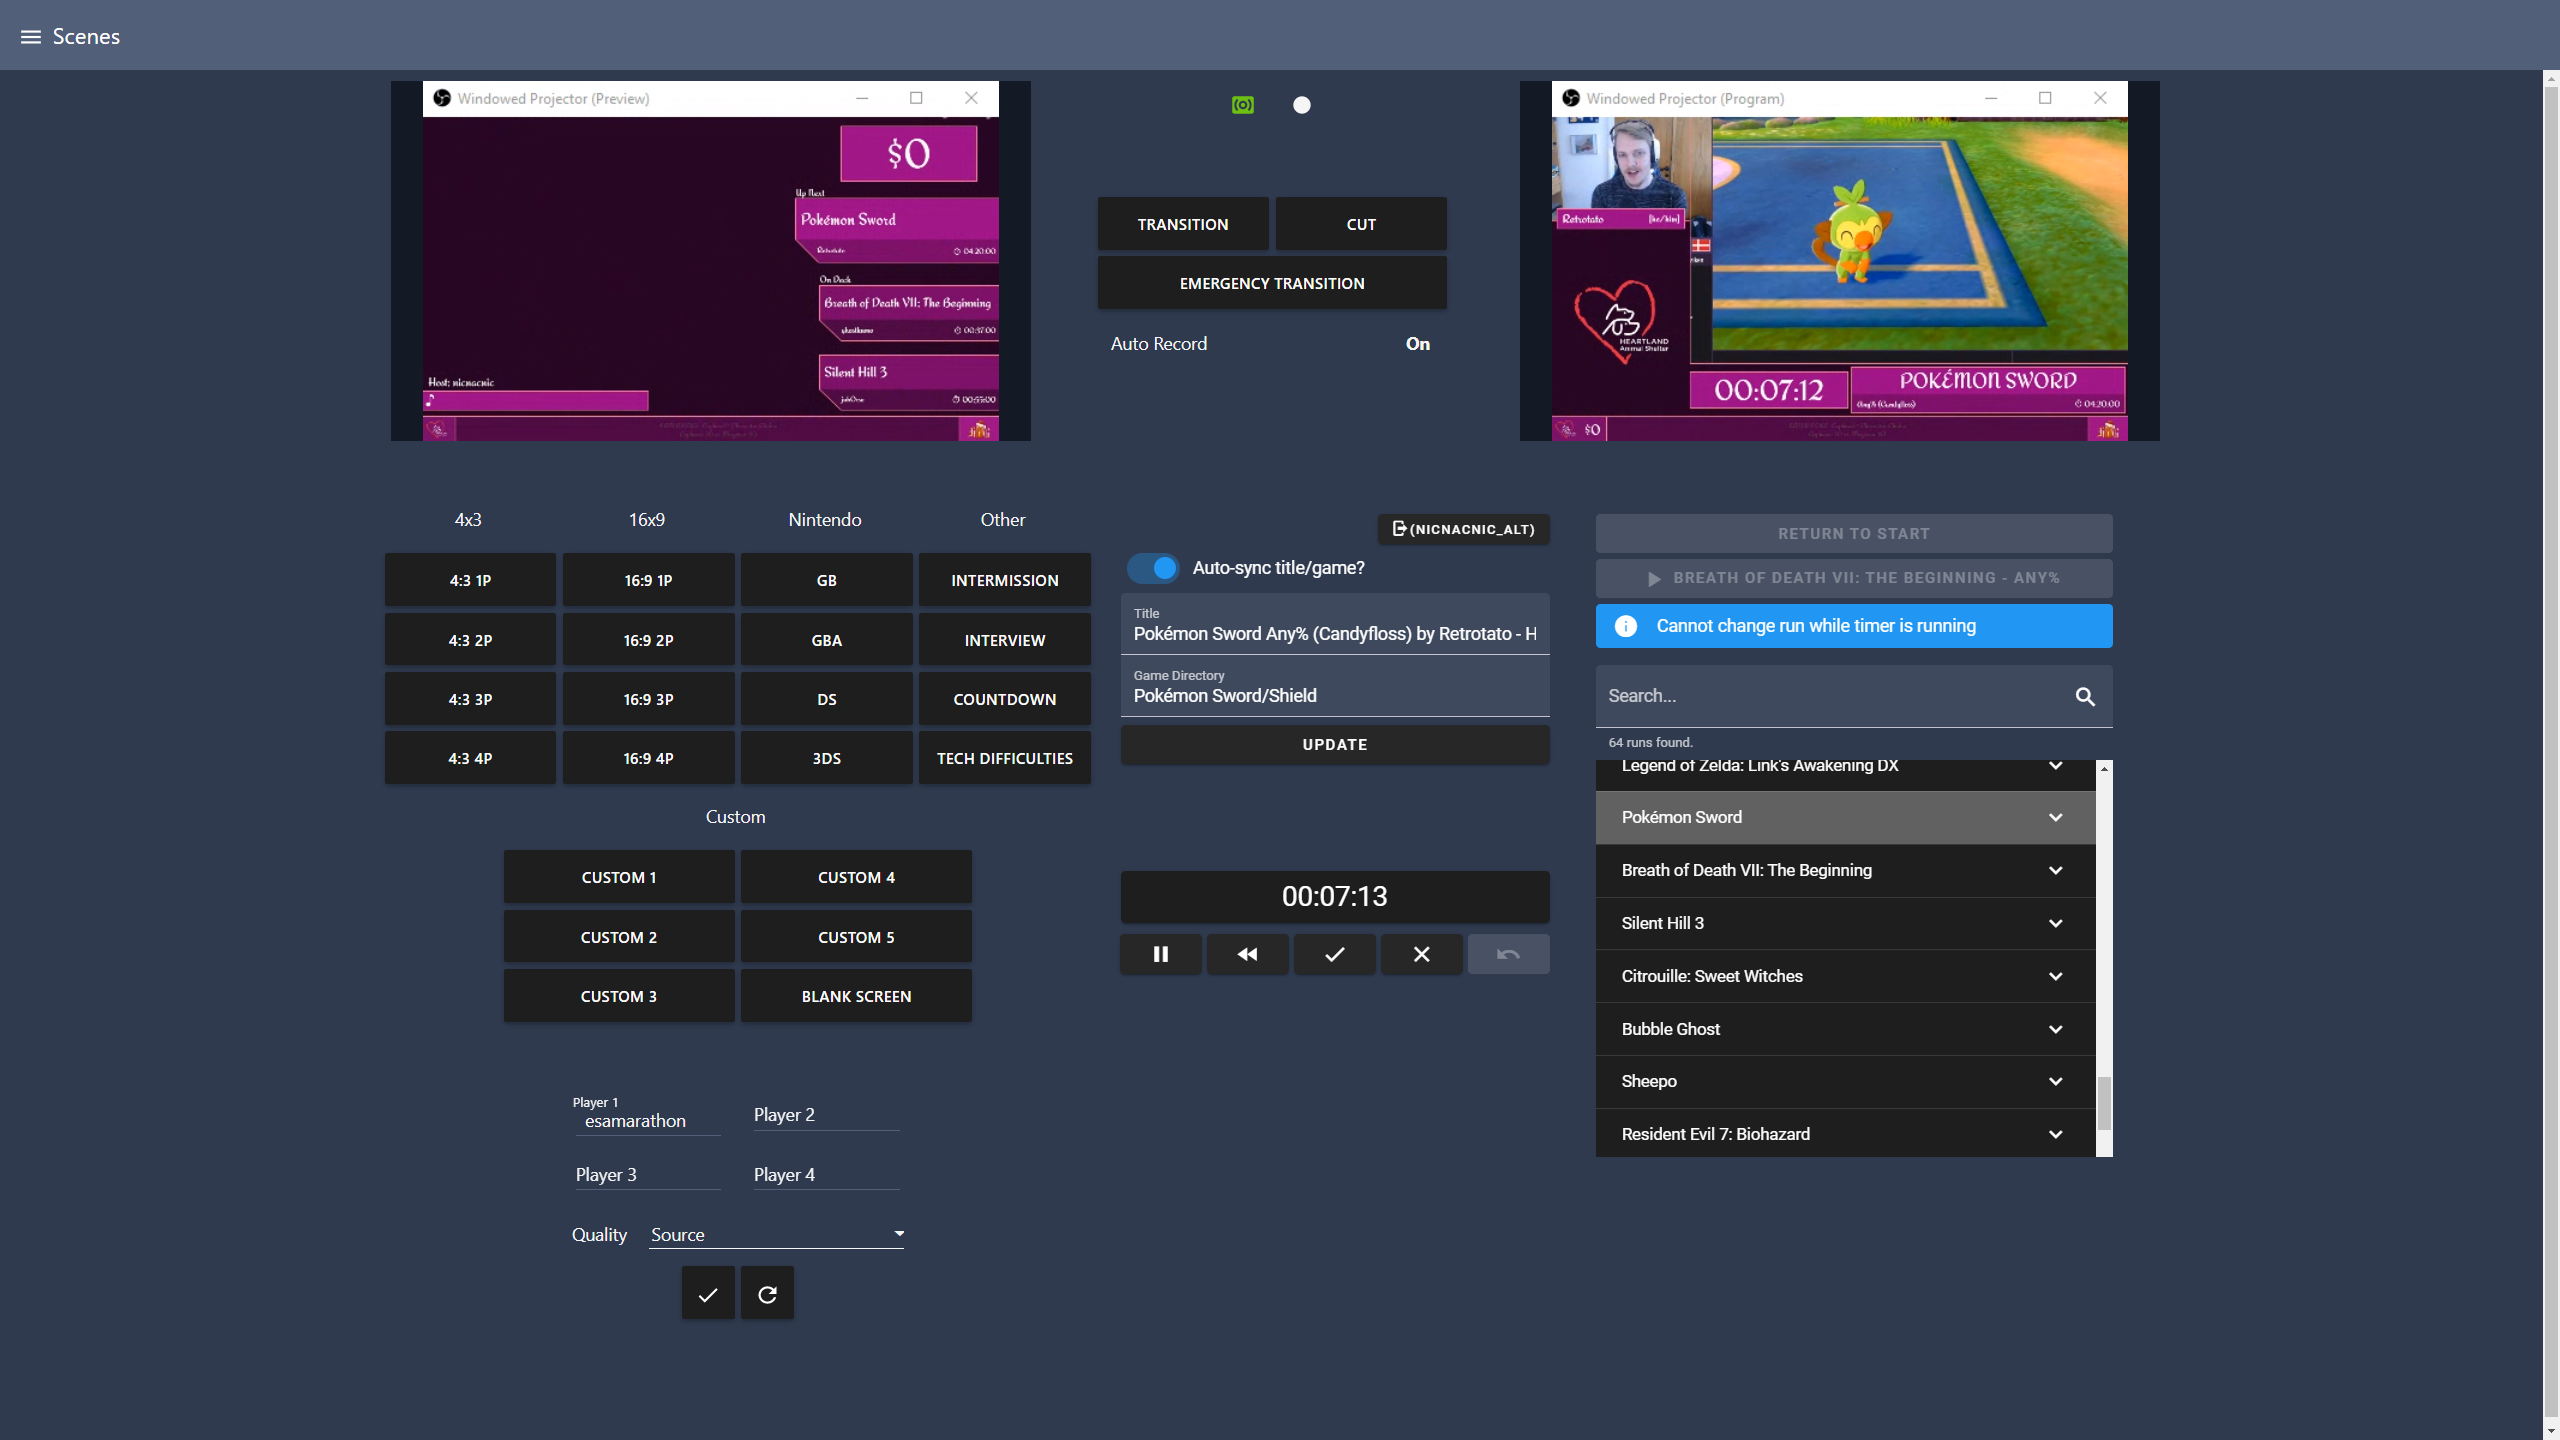 Scenes
Windowed Projector (Preview)
$0
Up Next
Pokémon Sword
Retrotato
04:20:00
On Deck
Breath of Death VII: The Beginning
00:37:00
Silent Hill 3
00:55:00
Host: nicnacnic
TRANSITION
CUT
EMERGENCY TRANSITION
Auto Record
On
Windowed Projector (Program)
Retrotato
[he/him]
HEARTLAND
Animal Shelter
00:07:12
POKÉMON SWORD
Any% (Candyfloss)
04:20:00
$0
4x3
16x9
Nintendo
Other
4:3 1P
16:9 1P
GB
INTERMISSION
4:3 2P
16:9 2P
GBA
INTERVIEW
4:3 3P
16:9 3P
DS
COUNTDOWN
4:3 4P
16:9 4P
3DS
TECH DIFFICULTIES
Custom
CUSTOM 1
CUSTOM 4
CUSTOM 2
CUSTOM 5
CUSTOM 3
BLANK SCREEN
Player 1
esamarathon
Player 2
Player 3
Player 4
Quality
Source
(NICNACNIC_ALT)
Auto-sync title/game?
Title
Pokémon Sword Any% (Candyfloss) by Retrotato - H
Game Directory
Pokémon Sword/Shield
UPDATE
00:07:13
RETURN TO START
BREATH OF DEATH VII: THE BEGINNING - ANY%
Cannot change run while timer is running
Search...
64 runs found.
Legend of Zelda: Link's Awakening DX
Pokémon Sword
Breath of Death VII: The Beginning
Silent Hill 3
Citrouille: Sweet Witches
Bubble Ghost
Sheepo
Resident Evil 7: Biohazard